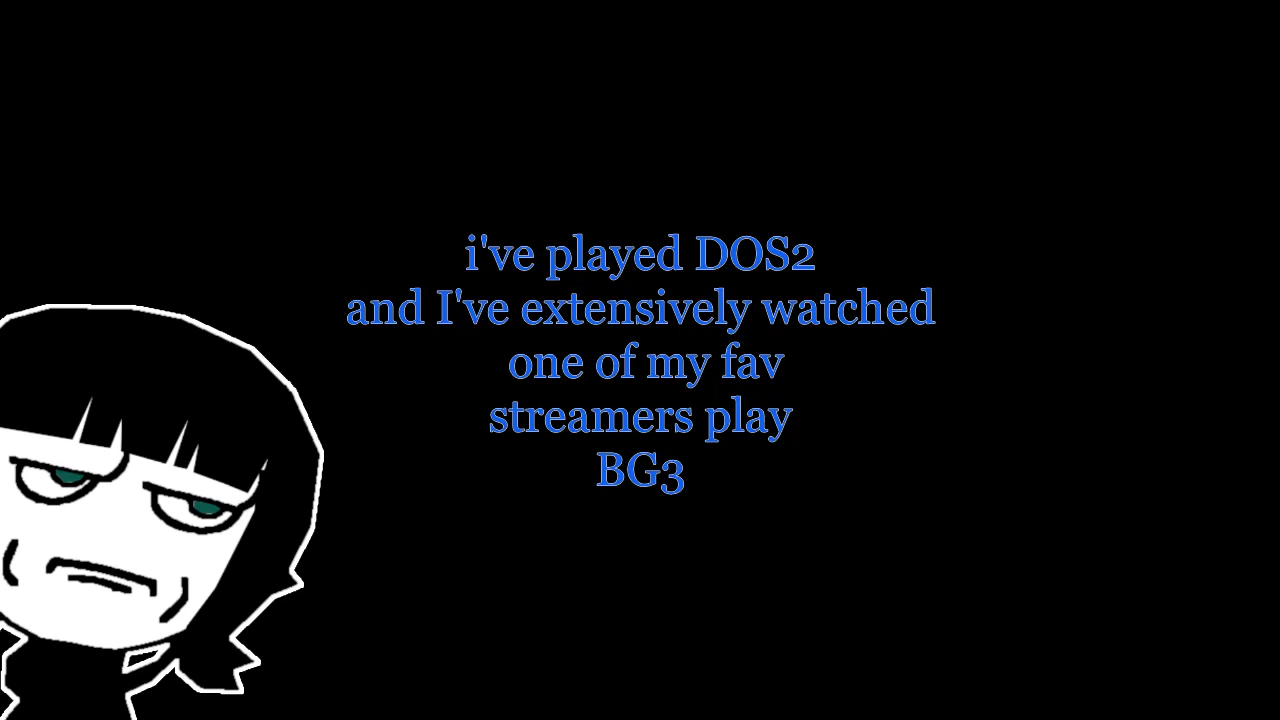 i've played DOS2
and I've extensively watched
one of my fav
streamers play
BG3